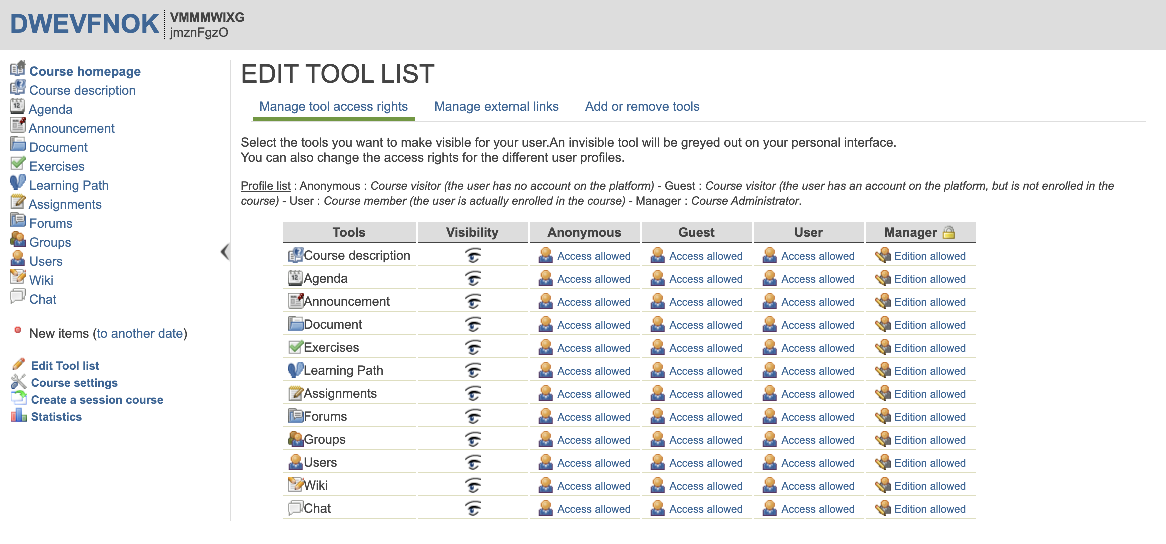 DWEVFNOK
VMMMWIXG
jmznFgzO
Course homepage
Course description
Agenda
Announcement
Document
Exercises
Learning Path
Assignments
Forums
Groups
Users
Wiki
Chat
New items (to another date)
Edit Tool list
Course settings
Create a session course
Statistics
EDIT TOOL LIST
Manage tool access rights Manage external links Add or remove tools
Select the tools you want to make visible for your user.An invisible tool will be greyed out on your personal interface.
You can also change the access rights for the different user profiles.
Profile list : Anonymous : Course visitor (the user has no account on the platform) - Guest : Course visitor (the user has an account on the platform, but is not enrolled in the
course) - User : Course member (the user is actually enrolled in the course) - Manager : Course Administrator.
Tools Visibility Anonymous Guest User Manager
Course description Access allowed Access allowed Access allowed Edition allowed
Agenda Access allowed Access allowed Access allowed Edition allowed
Announcement Access allowed Access allowed Access allowed Edition allowed
Document Access allowed Access allowed Access allowed Edition allowed
Exercises Access allowed Access allowed Access allowed Edition allowed
Learning Path Access allowed Access allowed Access allowed Edition allowed
Assignments Access allowed Access allowed Access allowed Edition allowed
Forums Access allowed Access allowed Access allowed Edition allowed
Groups Access allowed Access allowed Access allowed Edition allowed
Users Access allowed Access allowed Access allowed Edition allowed
Wiki Access allowed Access allowed Access allowed Edition allowed
Chat Access allowed Access allowed Access allowed Edition allowed